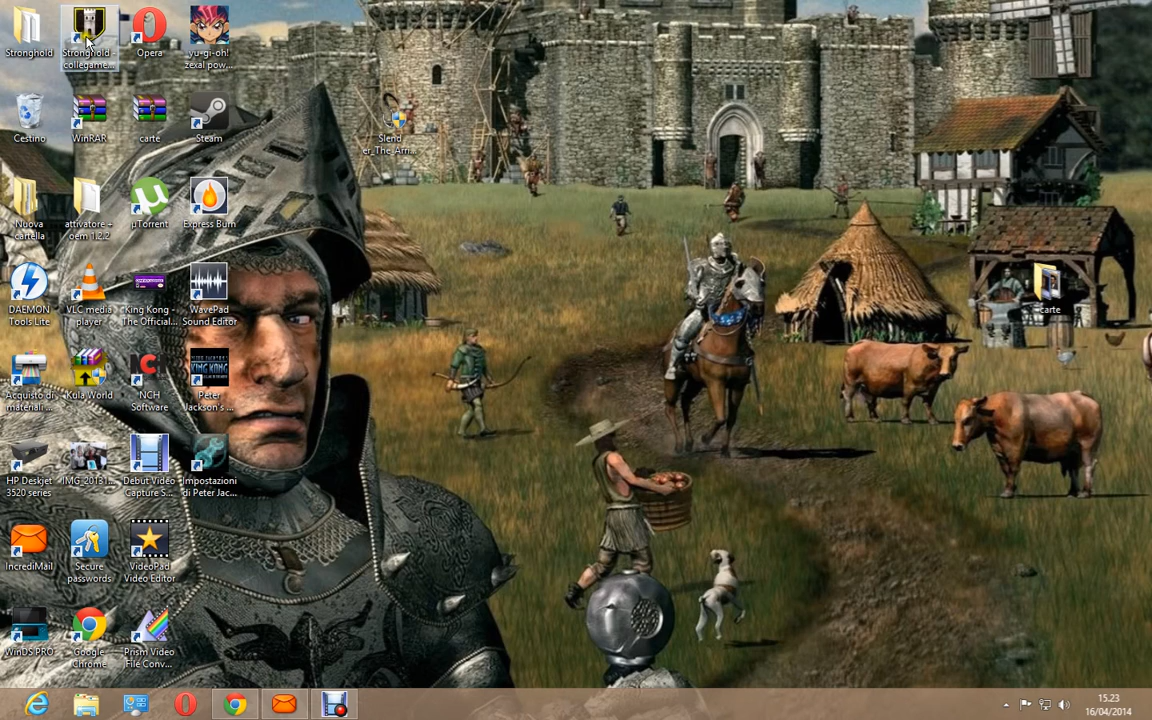 Stronghold
Stronghold -
collegame...
Opera
yu-gi-oh!
zexal pow...
Cestino
WinRAR
carte
Steam
Slend
er_The_Arri...
Nuova
cartella
attivatore +
oem 1.2.2
µTorrent
Express Burn
DAEMON
Tools Lite
VLC media
player
King Kong -
The Official...
WavePad
Sound Editor
carte
Acquisto di
materiali ...
Kula World
NCH
Software
Peter
Jackson's ...
HP Deskjet
3520 series
IMG_20131...
Debut Video
Capture S...
Impostazioni
di Peter Jac...
IncrediMail
Secure
passwords
VideoPad
Video Editor
WinDS PRO
Google
Chrome
Prism Video
File Conv...
15.23
16/04/2014